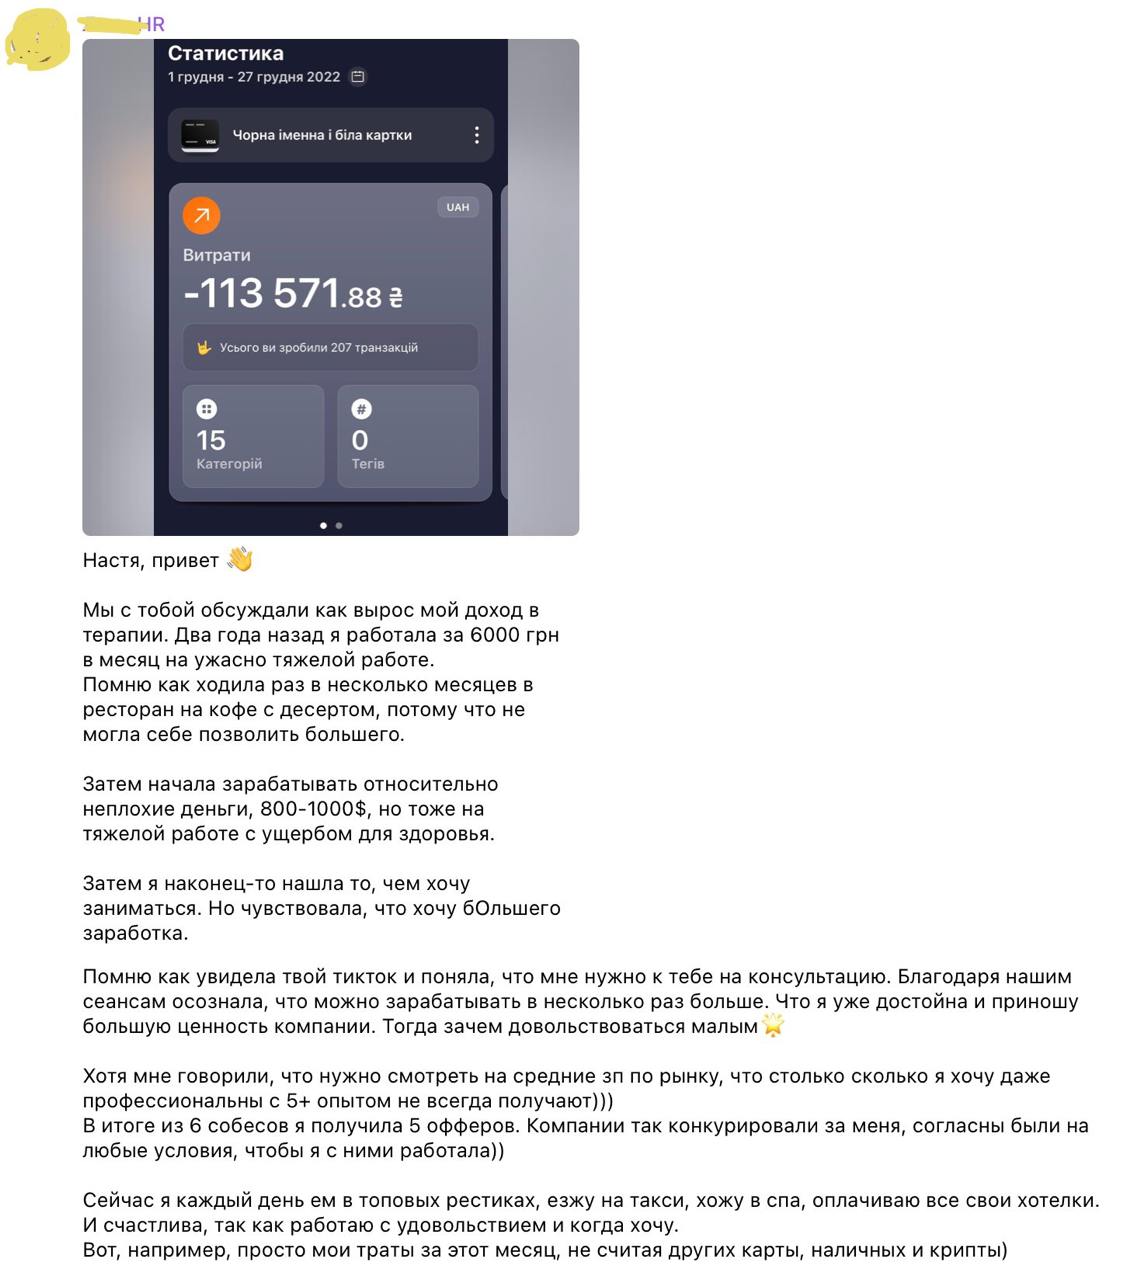 HR
Статистика
1 грудня - 27 грудня 2022
VISA
Чорна іменна і біла картки
UAH
Витрати
-113 571.88 ₴
🤟 Усього ви зробили 207 транзакцій
#
15
0
Категорій
Тегів
Настя, привет 👋
Мы с тобой обсуждали как вырос мой доход в
терапии. Два года назад я работала за 6000 грн
в месяц на ужасно тяжелой работе.
Помню как ходила раз в несколько месяцев в
ресторан на кофе с десертом, потому что не
могла себе позволить большего.
Затем начала зарабатывать относительно
неплохие деньги, 800-1000$, но тоже на
тяжелой работе с ущербом для здоровья.
Затем я наконец-то нашла то, чем хочу
заниматься. Но чувствовала, что хочу бОльшего
заработка.
Помню как увидела твой тикток и поняла, что мне нужно к тебе на консультацию. Благодаря нашим
сеансам осознала, что можно зарабатывать в несколько раз больше. Что я уже достойна и приношу
большую ценность компании. Тогда зачем довольствоваться малым🌟
Хотя мне говорили, что нужно смотреть на средние зп по рынку, что столько сколько я хочу даже
профессиональны с 5+ опытом не всегда получают)))
В итоге из 6 собесов я получила 5 офферов. Компании так конкурировали за меня, согласны были на
любые условия, чтобы я с ними работала))
Сейчас я каждый день ем в топовых рестиках, езжу на такси, хожу в спа, оплачиваю все свои хотелки.
И счастлива, так как работаю с удовольствием и когда хочу.
Вот, например, просто мои траты за этот месяц, не считая других карты, наличных и крипты)